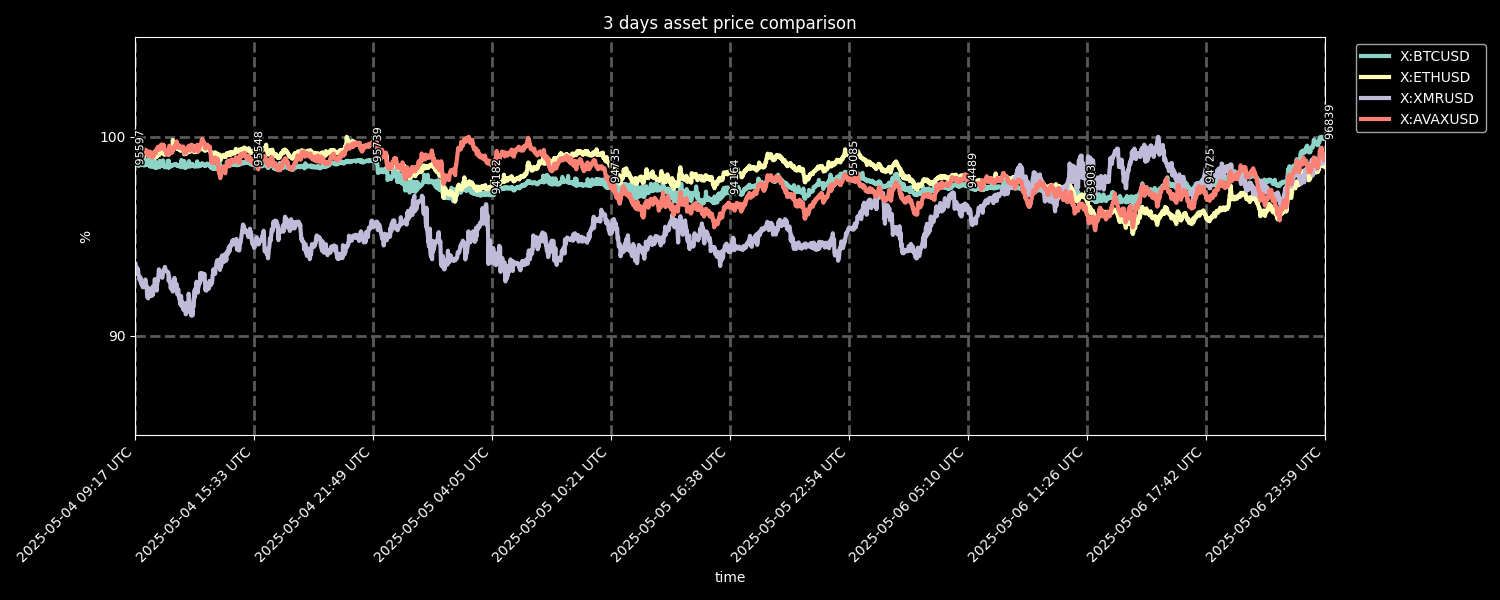 3 days asset price comparison
X:BTCUSD
X:ETHUSD
X:XMRUSD
X:AVAXUSD
100
90
%
95597
95548
95739
94182
94735
94164
95085
94489
93903
94725
96839
2025-05-04 09:17 UTC
2025-05-04 15:33 UTC
2025-05-04 21:49 UTC
2025-05-05 04:05 UTC
2025-05-05 10:21 UTC
2025-05-05 16:38 UTC
2025-05-05 22:54 UTC
2025-05-06 05:10 UTC
2025-05-06 11:26 UTC
2025-05-06 17:42 UTC
2025-05-06 23:59 UTC
time